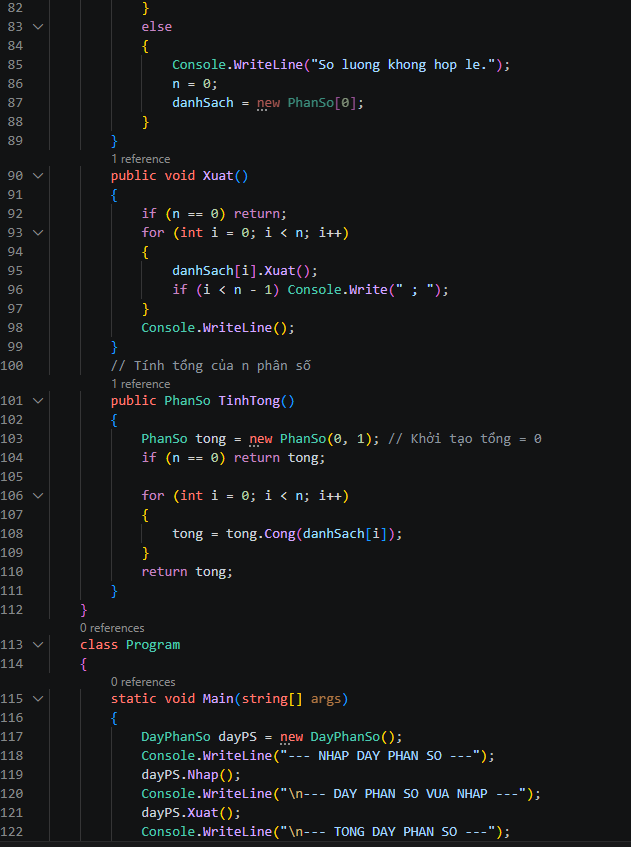 82 }
83 else
84 {
85 Console.WriteLine("So luong khong hop le.");
86 n = 0;
87 danhSach = new PhanSo[0];
88 }
89 }
1 reference
90 public void Xuat()
91 {
92 if (n == 0) return;
93 for (int i = 0; i < n; i++)
94 {
95 danhSach[i].Xuat();
96 if (i < n - 1) Console.Write(" ; ");
97 }
98 Console.WriteLine();
99 }
100 // Tính tổng của n phân số
1 reference
101 public PhanSo TinhTong()
102 {
103 PhanSo tong = new PhanSo(0, 1); // Khởi tạo tổng = 0
104 if (n == 0) return tong;
105
106 for (int i = 0; i < n; i++)
107 {
108 tong = tong.Cong(danhSach[i]);
109 }
110 return tong;
111 }
112 }
0 references
113 class Program
114 {
0 references
115 static void Main(string[] args)
116 {
117 DayPhanSo dayPS = new DayPhanSo();
118 Console.WriteLine("--- NHAP DAY PHAN SO ---");
119 dayPS.Nhap();
120 Console.WriteLine("\n--- DAY PHAN SO VUA NHAP ---");
121 dayPS.Xuat();
122 Console.WriteLine("\n--- TONG DAY PHAN SO ---");